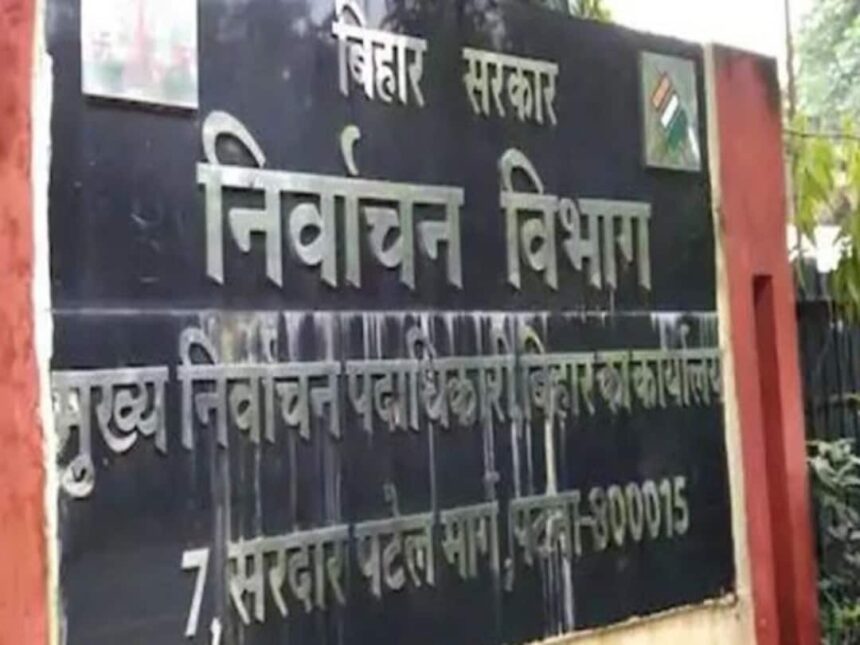 बिहार सरकार
निर्वाचन विभाग
मुख्य निर्वाचन पदाधिकारी, बिहार का कार्यालय
7, सरदार पटेल मार्ग, पटना-800015